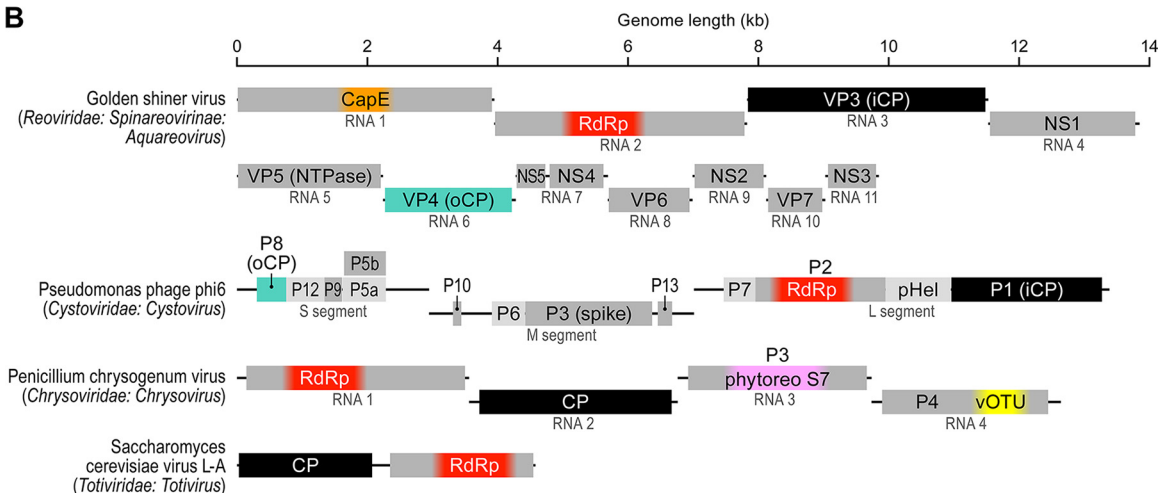 B
Genome length (kb)
0 2 4 6 8 10 12 14
Golden shiner virus
(Reoviridae: Spinareovirinae:
Aquareovirus)
CapE
RNA 1
RdRp
RNA 2
VP3 (iCP)
RNA 3
NS1
RNA 4
VP5 (NTPase)
RNA 5
VP4 (oCP)
RNA 6
NS5 NS4
RNA 7
VP6
RNA 8
NS2
RNA 9
VP7
RNA 10
NS3
RNA 11
Pseudomonas phage phi6
(Cystoviridae: Cystovirus)
P8
(oCP)
P12 P9 P5a
P5b
S segment
P10
P6 P3 (spike)
P13
M segment
P2
P7 RdRp pHel P1 (iCP)
L segment
Penicillium chrysogenum virus
(Chrysoviridae: Chrysovirus)
RdRp
RNA 1
CP
RNA 2
P3
phytoreo S7
RNA 3
P4 vOTU
RNA 4
Saccharomyces
cerevisiae virus L-A
(Totiviridae: Totivirus)
CP RdRp